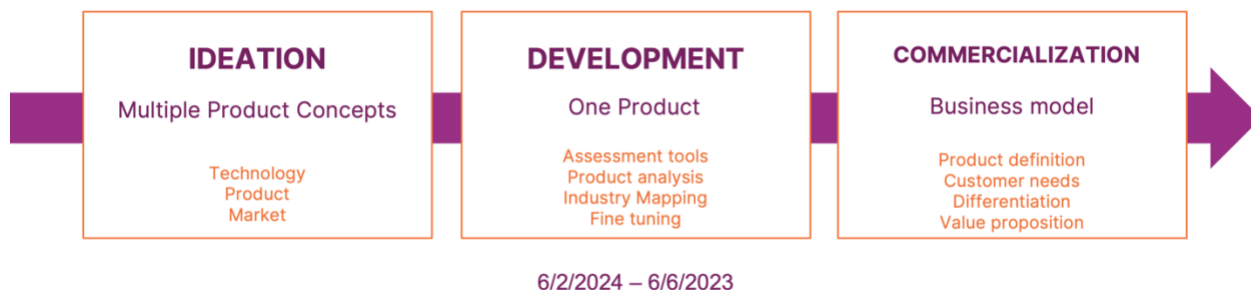 IDEATION
Multiple Product Concepts
Technology
Product
Market
DEVELOPMENT
One Product
Assessment tools
Product analysis
Industry Mapping
Fine tuning
COMMERCIALIZATION
Business model
Product definition
Customer needs
Differentiation
Value proposition
6/2/2024 – 6/6/2023